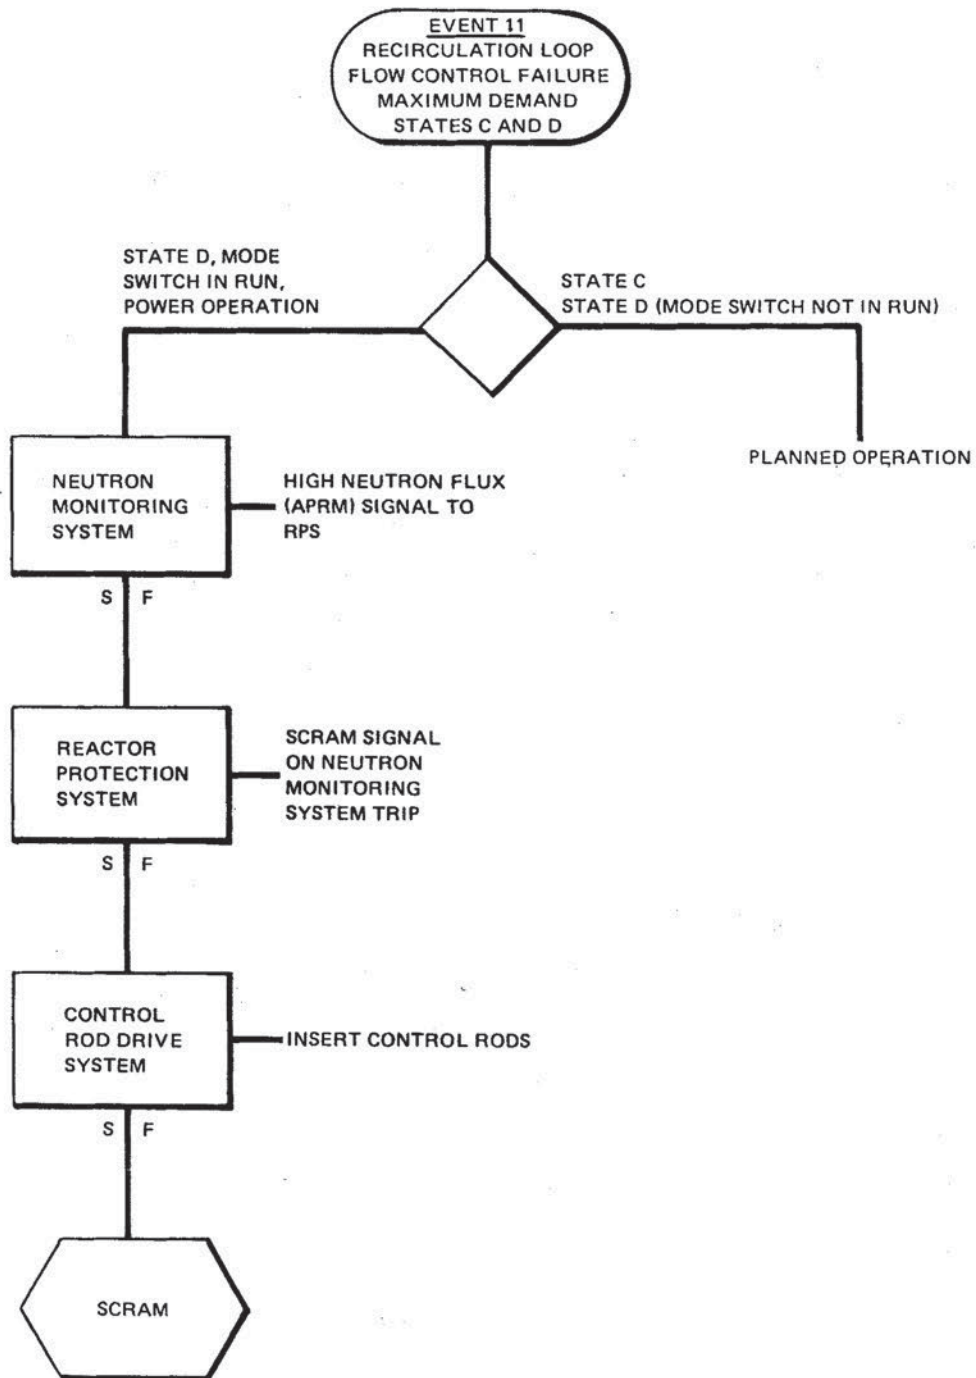 EVENT 11
RECIRCULATION LOOP
FLOW CONTROL FAILURE
MAXIMUM DEMAND
STATES C AND D
STATE D, MODE
SWITCH IN RUN,
POWER OPERATION
STATE C
STATE D (MODE SWITCH NOT IN RUN)
PLANNED OPERATION
NEUTRON
MONITORING
SYSTEM
HIGH NEUTRON FLUX
(APRM) SIGNAL TO
RPS
S F
REACTOR
PROTECTION
SYSTEM
SCRAM SIGNAL
ON NEUTRON
MONITORING
SYSTEM TRIP
S F
CONTROL
ROD DRIVE
SYSTEM
INSERT CONTROL RODS
S F
SCRAM